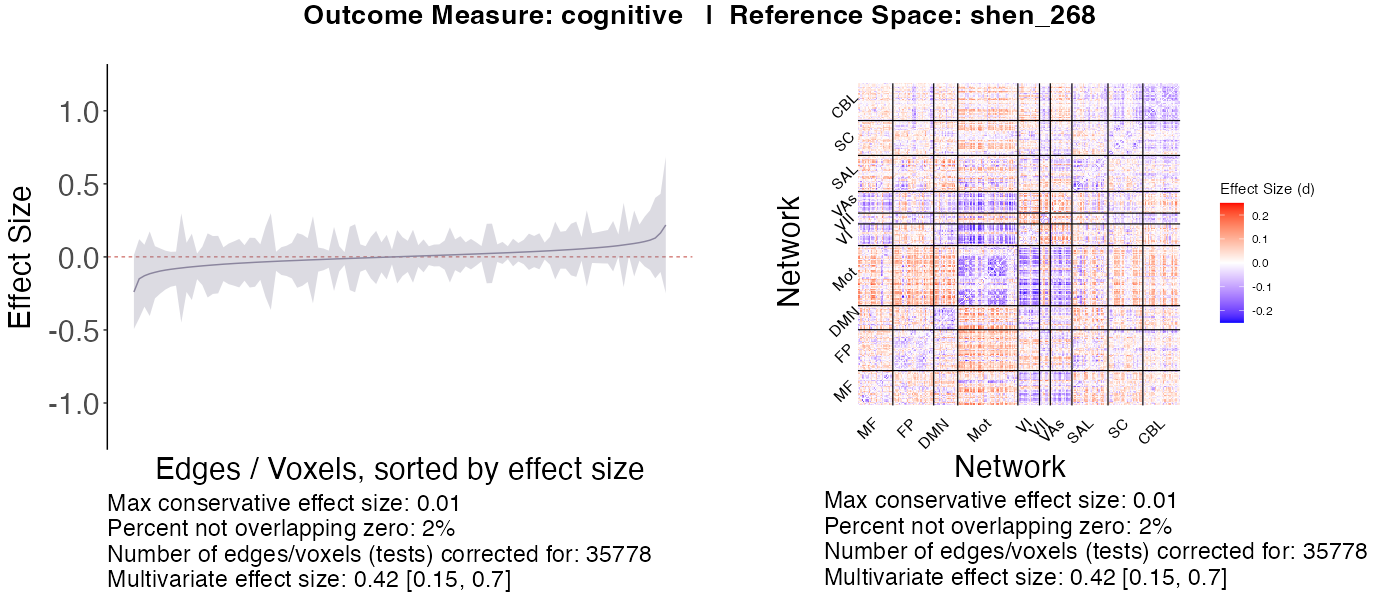 Outcome Measure: cognitive | Reference Space: shen_268
Effect Size
1.0
0.5
0.0
-0.5
-1.0
Edges / Voxels, sorted by effect size
Max conservative effect size: 0.01
Percent not overlapping zero: 2%
Number of edges/voxels (tests) corrected for: 35778
Multivariate effect size: 0.42 [0.15, 0.7]
Network
CBL
SC
SAL
VAs
VII
VI
Mot
DMN
FP
MF
MF
FP
DMN
Mot
VI
VII
VAs
SAL
SC
CBL
Network
Effect Size (d)
0.2
0.1
0.0
-0.1
-0.2
Max conservative effect size: 0.01
Percent not overlapping zero: 2%
Number of edges/voxels (tests) corrected for: 35778
Multivariate effect size: 0.42 [0.15, 0.7]